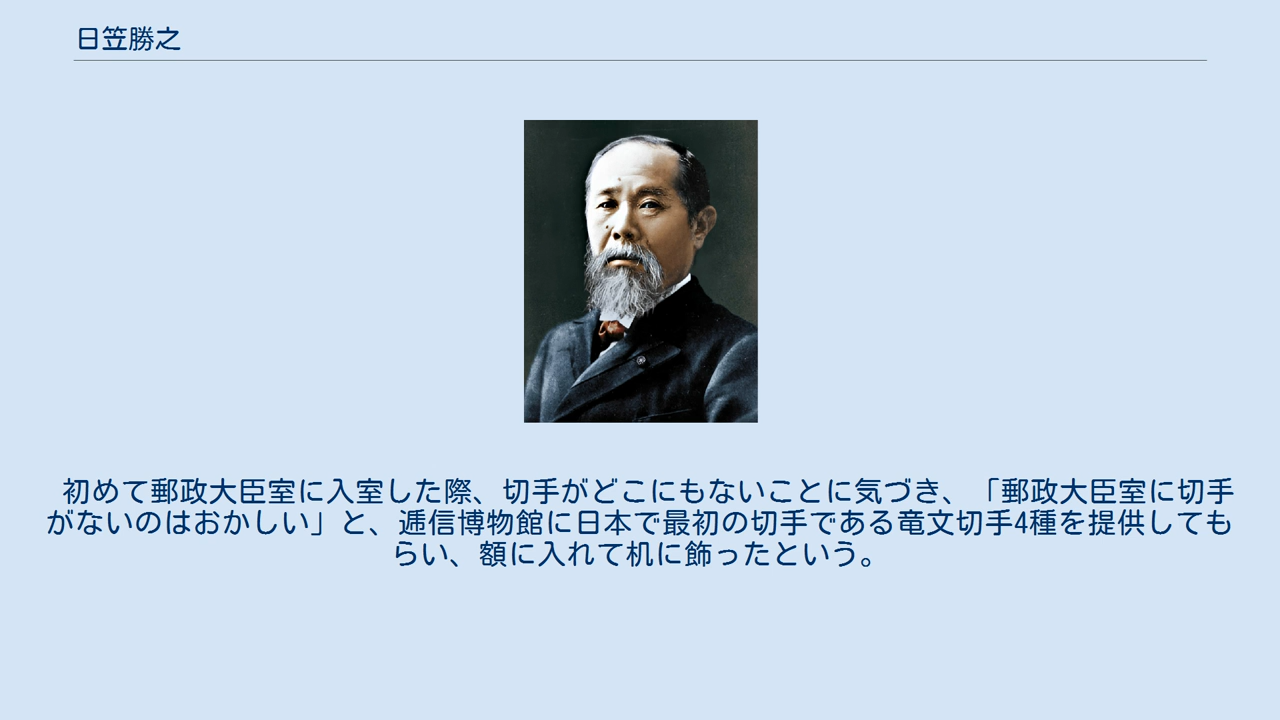 日笠勝之
初めて郵政大臣室に入室した際、切手がどこにもないことに気づき、「郵政大臣室に切手
がないのはおかしい」と、逓信博物館に日本で最初の切手である竜文切手4種を提供しても
らい、額に入れて机に飾ったという。